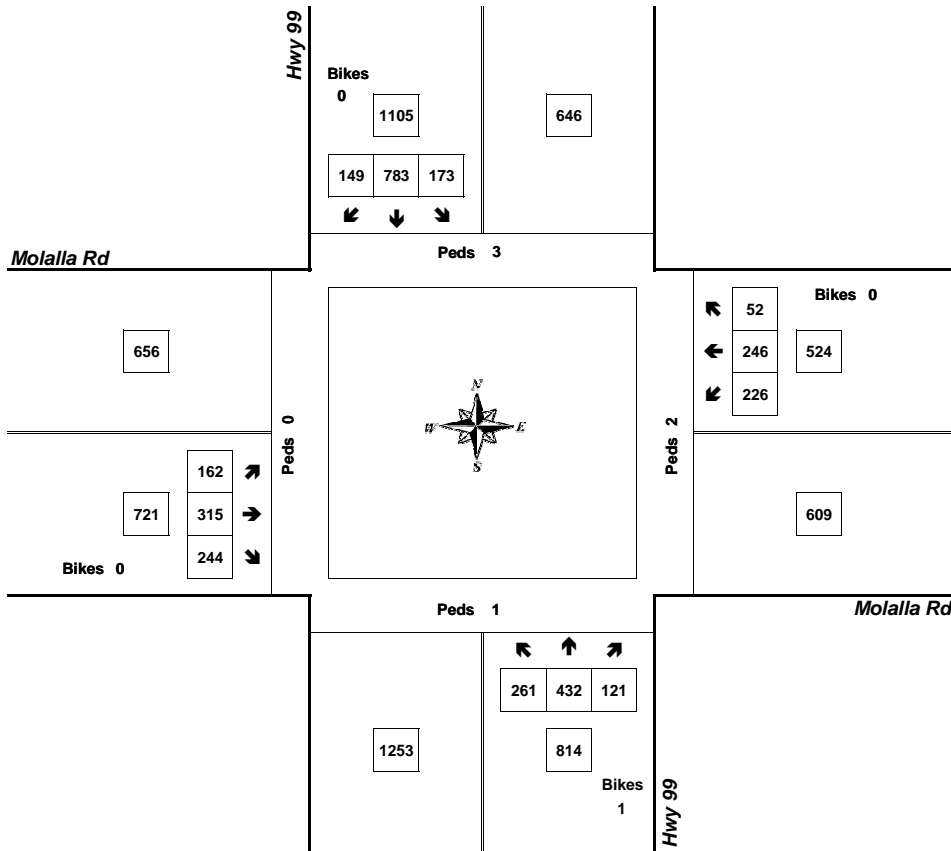 Hwy 99
Bikes
0
1105
646
149 783 173
Peds 3
Molalla Rd
Bikes 0
52
656
246 524
226
N
W E
S
Peds 0
Peds 2
162
721 315
244
609
Bikes 0
Peds 1
Molalla Rd
261 432 121
1253
814
Bikes
1
Hwy 99